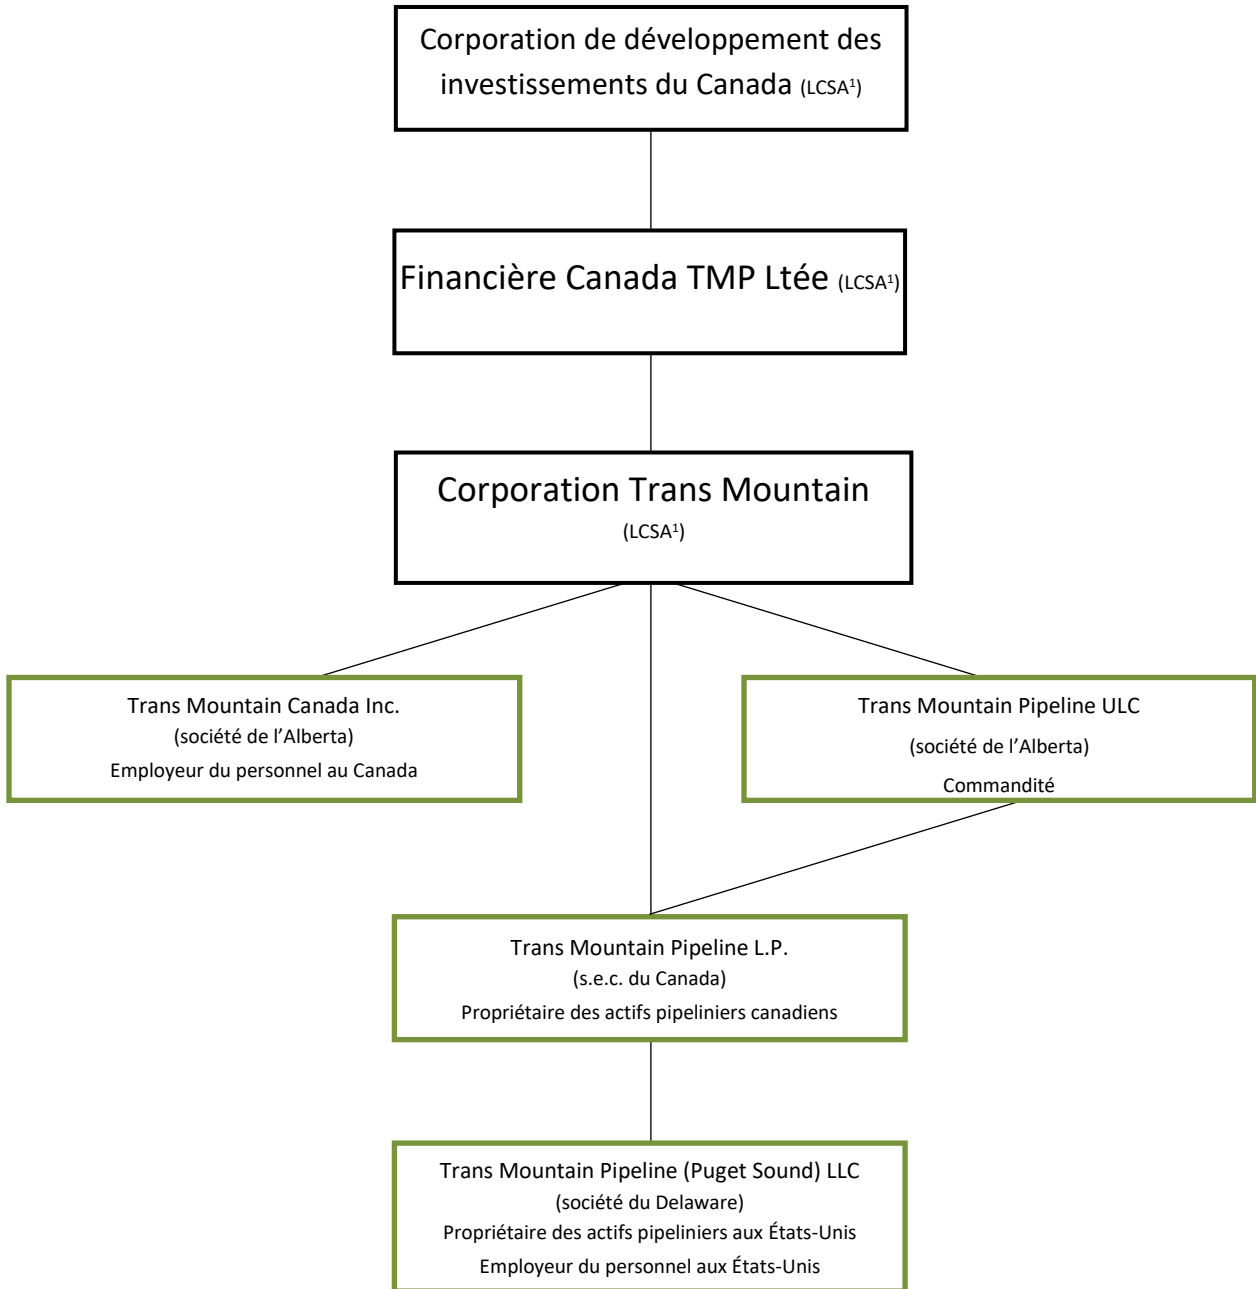 Corporation de développement des
investissements du Canada (LCSA¹)
Financière Canada TMP Ltée (LCSA¹)
Corporation Trans Mountain
(LCSA¹)
Trans Mountain Canada Inc.
(société de l’Alberta)
Employeur du personnel au Canada
Trans Mountain Pipeline ULC
(société de l’Alberta)
Commandité
Trans Mountain Pipeline L.P.
(s.e.c. du Canada)
Propriétaire des actifs pipeliniers canadiens
Trans Mountain Pipeline (Puget Sound) LLC
(société du Delaware)
Propriétaire des actifs pipeliniers aux États-Unis
Employeur du personnel aux États-Unis